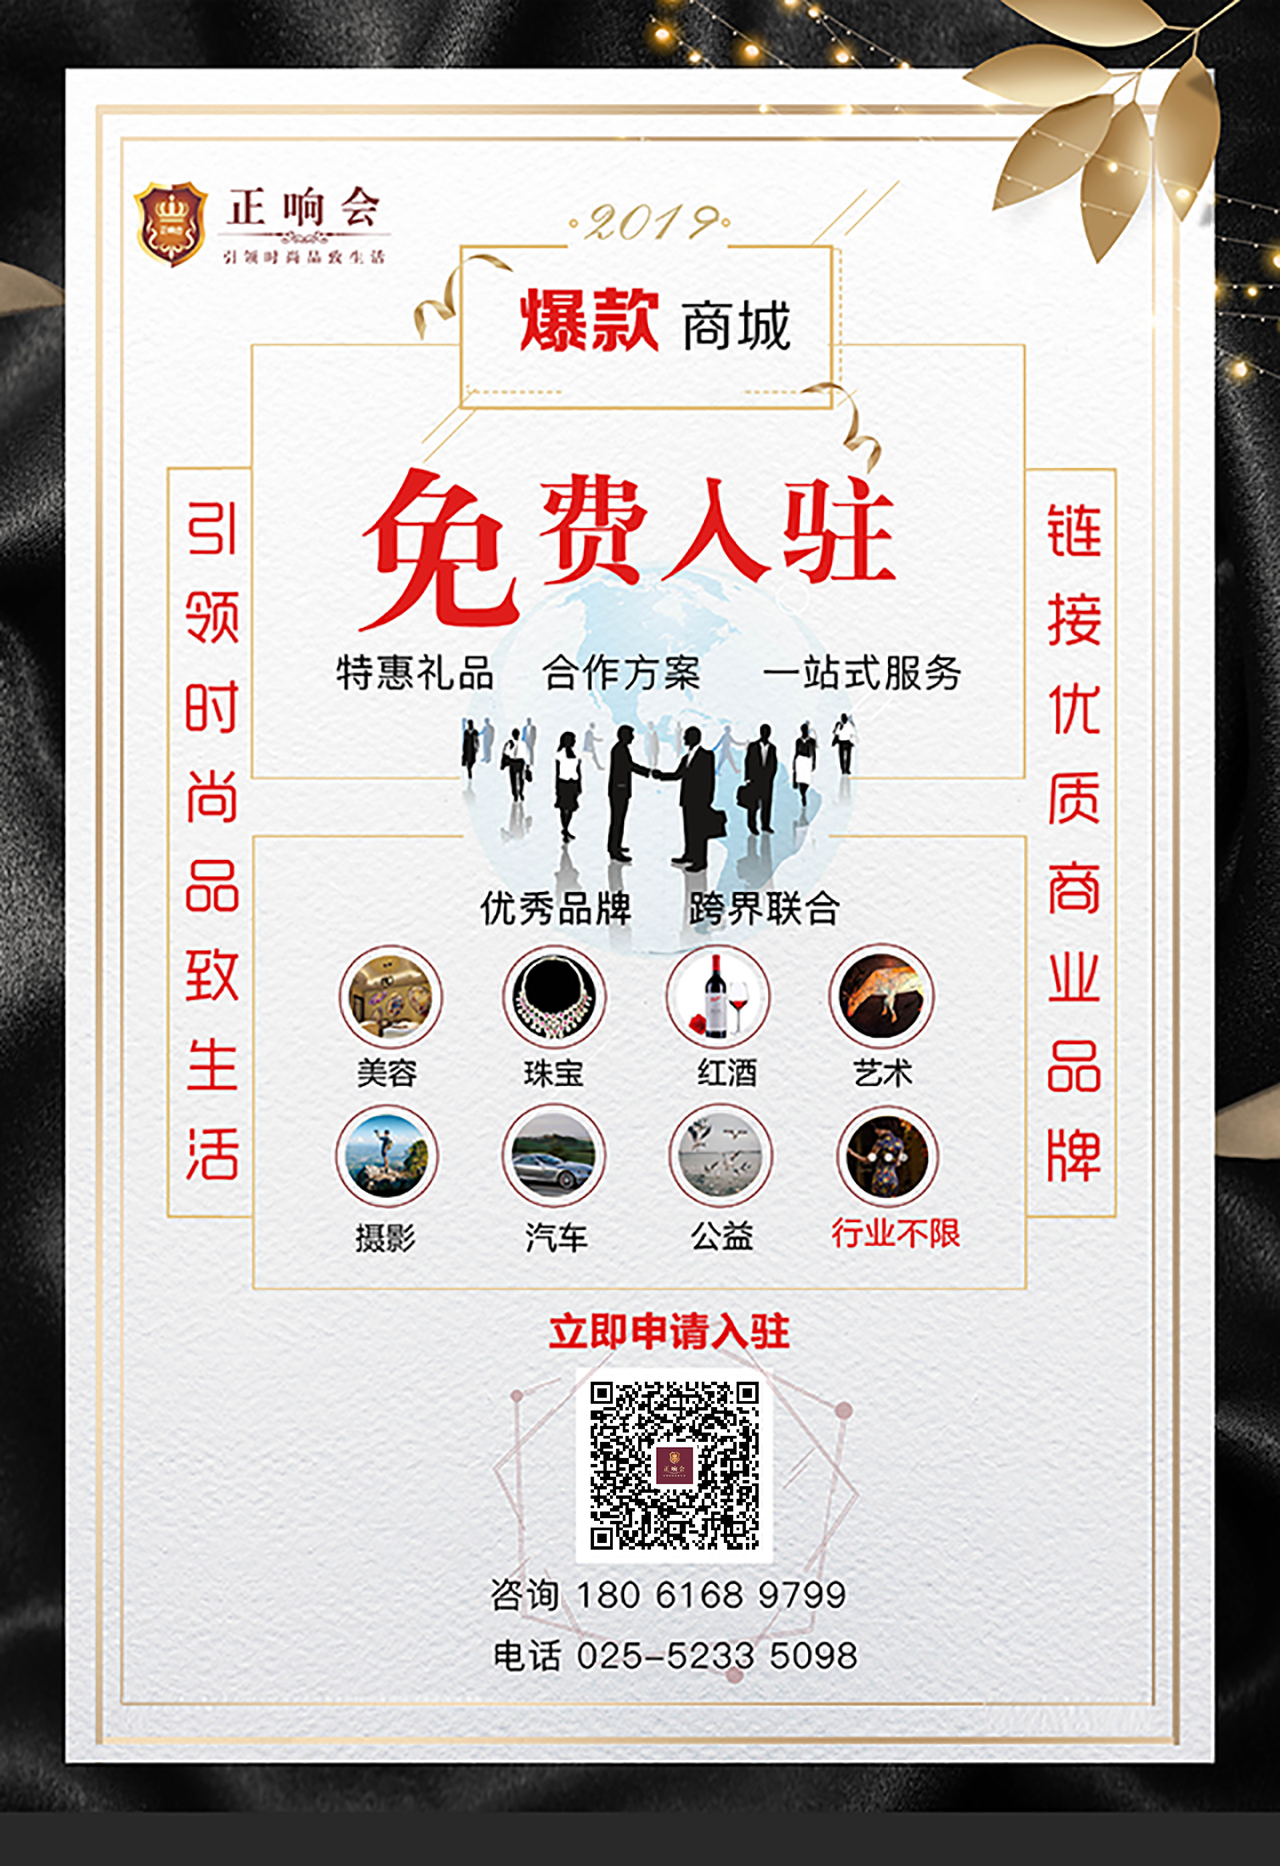 正响会
引领时尚品致生活
2019
爆款 商城
免费入驻
特惠礼品 合作方案 一站式服务
引领时尚品致生活
链接优质商业品牌
优秀品牌 跨界联合
美容 珠宝 红酒 艺术
摄影 汽车 公益 行业不限
立即申请入驻
正响会
咨询 180 6168 9799
电话 025-5233 5098